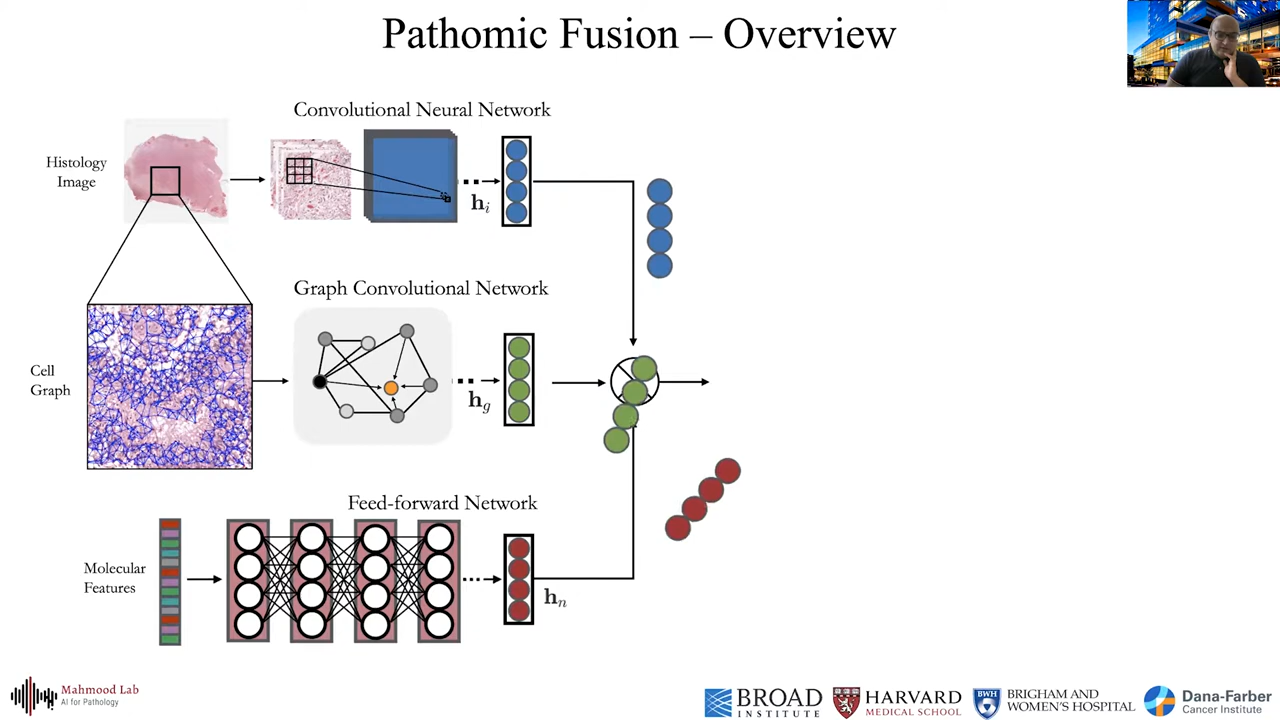 Pathomic Fusion – Overview
Convolutional Neural Network
Histology
Image
h_i
Graph Convolutional Network
Cell
Graph
h_g
Feed-forward Network
Molecular
Features
h_n
Mahmood Lab
AI for Pathology
BROAD
INSTITUTE
HARVARD
MEDICAL SCHOOL
BWH
BRIGHAM AND
WOMEN'S HOSPITAL
Dana-Farber
Cancer Institute